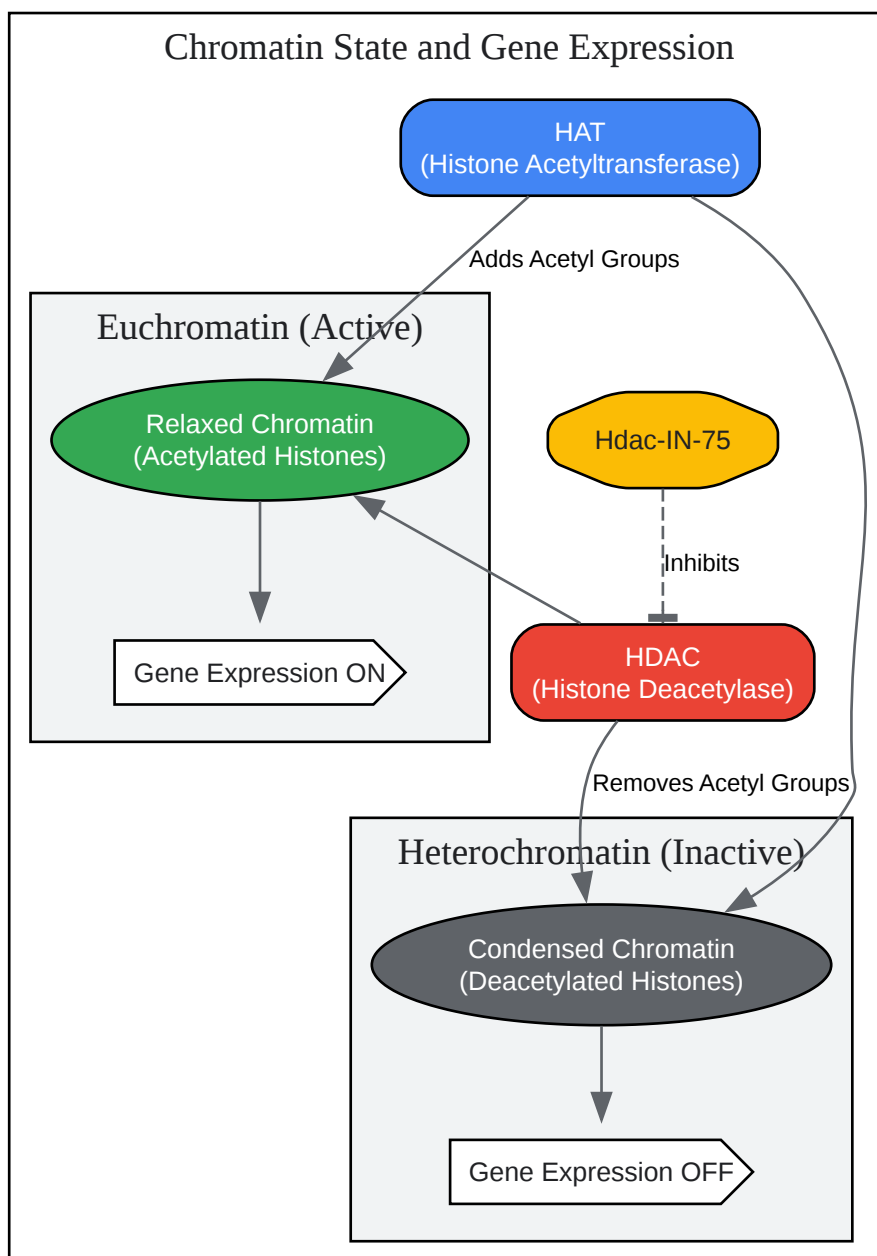 Chromatin State and Gene Expression
HAT
(Histone Acetyltransferase)
Adds Acetyl Groups
Euchromatin (Active)
Relaxed Chromatin
(Acetylated Histones)
Hdac-IN-75
Inhibits
Gene Expression ON
HDAC
(Histone Deacetylase)
Removes Acetyl Groups
Heterochromatin (Inactive)
Condensed Chromatin
(Deacetylated Histones)
Gene Expression OFF